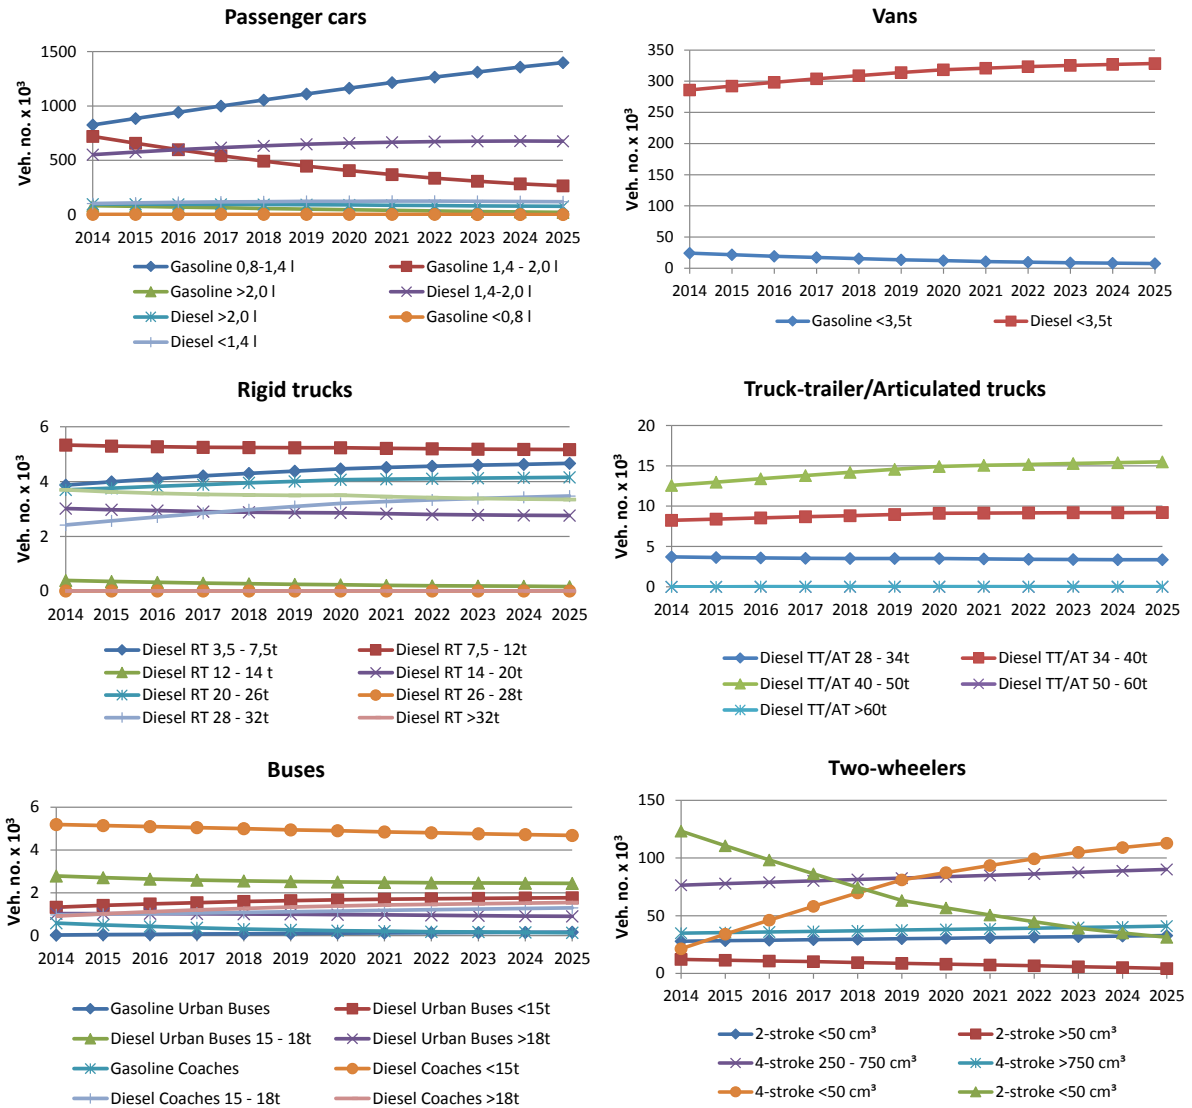 Passenger cars
Veh. no. x 10³
1500
1000
500
0
2014 2015 2016 2017 2018 2019 2020 2021 2022 2023 2024 2025
Gasoline 0,8-1,4 l
Gasoline 1,4 - 2,0 l
Gasoline >2,0 l
Diesel 1,4-2,0 l
Diesel >2,0 l
Gasoline <0,8 l
Diesel <1,4 l
Vans
Veh. no. x 10³
350
300
250
200
150
100
50
0
2014 2015 2016 2017 2018 2019 2020 2021 2022 2023 2024 2025
Gasoline <3,5t
Diesel <3,5t
Rigid trucks
Veh. no. x 10³
6
4
2
0
2014 2015 2016 2017 2018 2019 2020 2021 2022 2023 2024 2025
Diesel RT 3,5 - 7,5t
Diesel RT 7,5 - 12t
Diesel RT 12 - 14 t
Diesel RT 14 - 20t
Diesel RT 20 - 26t
Diesel RT 26 - 28t
Diesel RT 28 - 32t
Diesel RT >32t
Truck-trailer/Articulated trucks
Veh. no. x 10³
20
15
10
5
0
2014 2015 2016 2017 2018 2019 2020 2021 2022 2023 2024 2025
Diesel TT/AT 28 - 34t
Diesel TT/AT 34 - 40t
Diesel TT/AT 40 - 50t
Diesel TT/AT 50 - 60t
Diesel TT/AT >60t
Buses
Veh. no. x 10³
6
4
2
0
2014 2015 2016 2017 2018 2019 2020 2021 2022 2023 2024 2025
Gasoline Urban Buses
Diesel Urban Buses <15t
Diesel Urban Buses 15 - 18t
Diesel Urban Buses >18t
Gasoline Coaches
Diesel Coaches <15t
Diesel Coaches 15 - 18t
Diesel Coaches >18t
Two-wheelers
Veh. no. x 10³
150
100
50
0
2014 2015 2016 2017 2018 2019 2020 2021 2022 2023 2024 2025
2-stroke <50 cm³
2-stroke >50 cm³
4-stroke 250 - 750 cm³
4-stroke >750 cm³
4-stroke <50 cm³
2-stroke <50 cm³